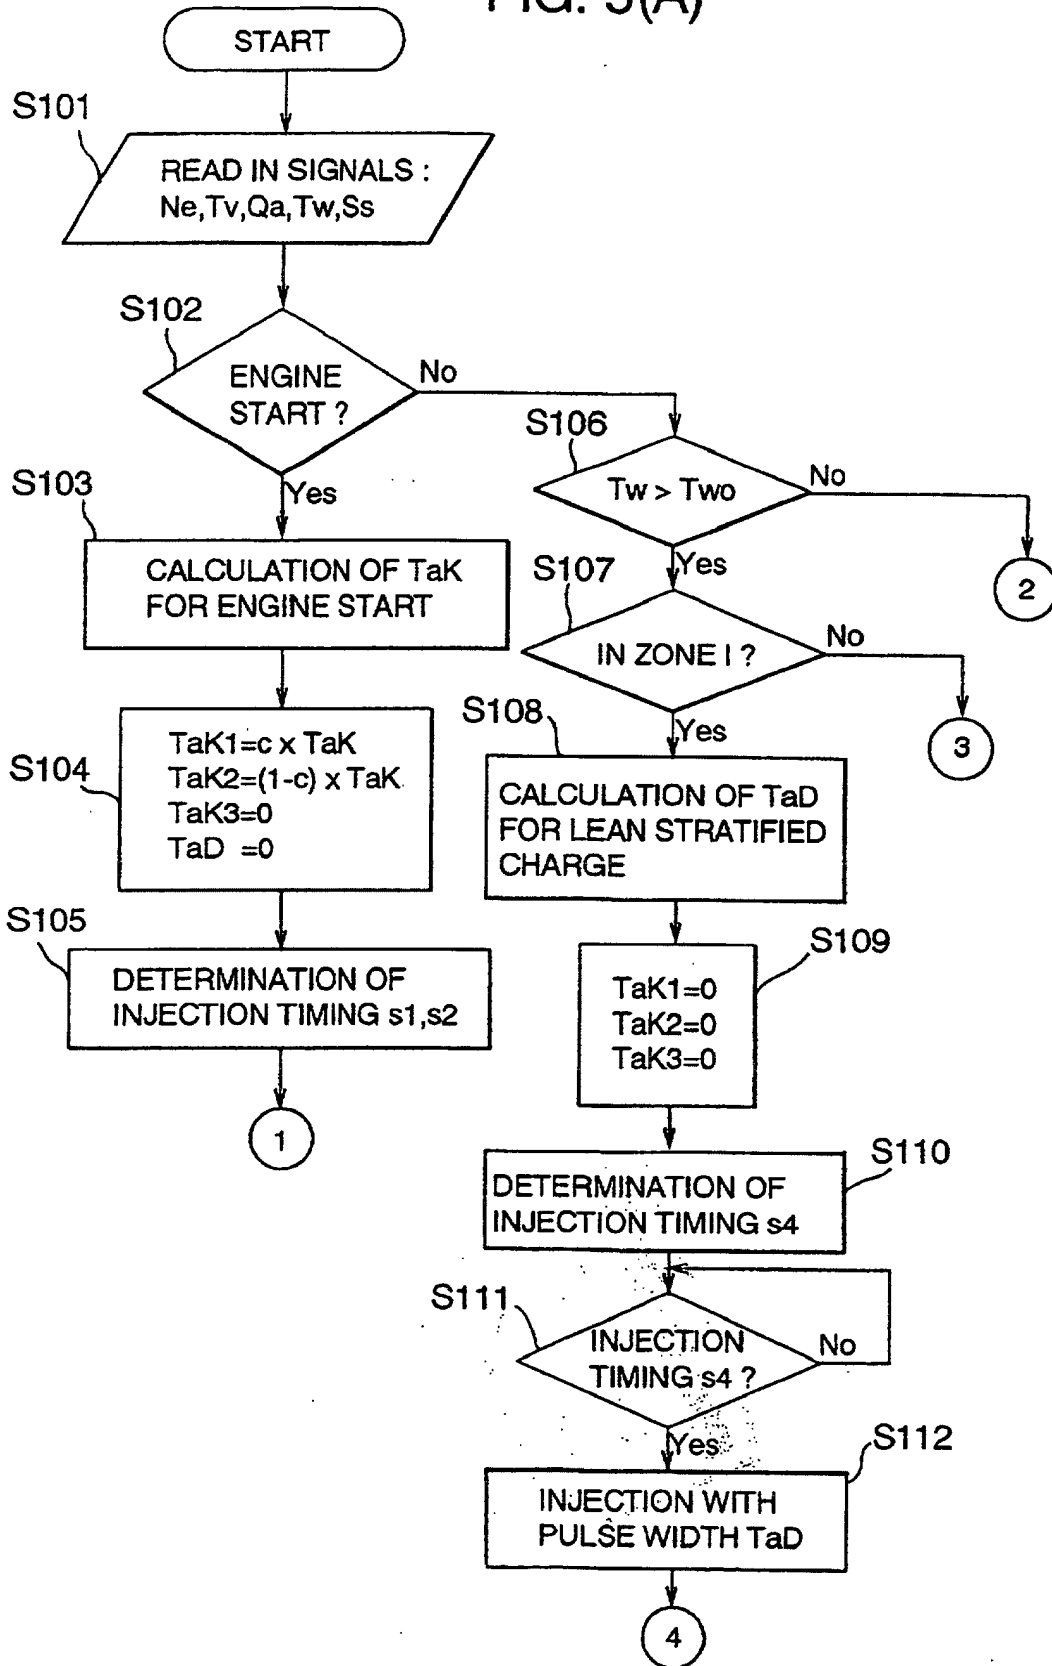 FIG. 5(A)
START
S101
READ IN SIGNALS :
Ne,Tv,Qa,Tw,Ss
S102
ENGINE
START ?
No
Yes
S103
CALCULATION OF TaK
FOR ENGINE START
S104
TaK1=c x TaK
TaK2=(1-c) x TaK
TaK3=0
TaD =0
S105
DETERMINATION OF
INJECTION TIMING s1,s2
1
S106
Tw > Two
No
2
Yes
S107
IN ZONE I ?
No
3
Yes
S108
CALCULATION OF TaD
FOR LEAN STRATIFIED
CHARGE
S109
TaK1=0
TaK2=0
TaK3=0
S110
DETERMINATION OF
INJECTION TIMING s4
S111
INJECTION
TIMING s4 ?
No
Yes
S112
INJECTION WITH
PULSE WIDTH TaD
4